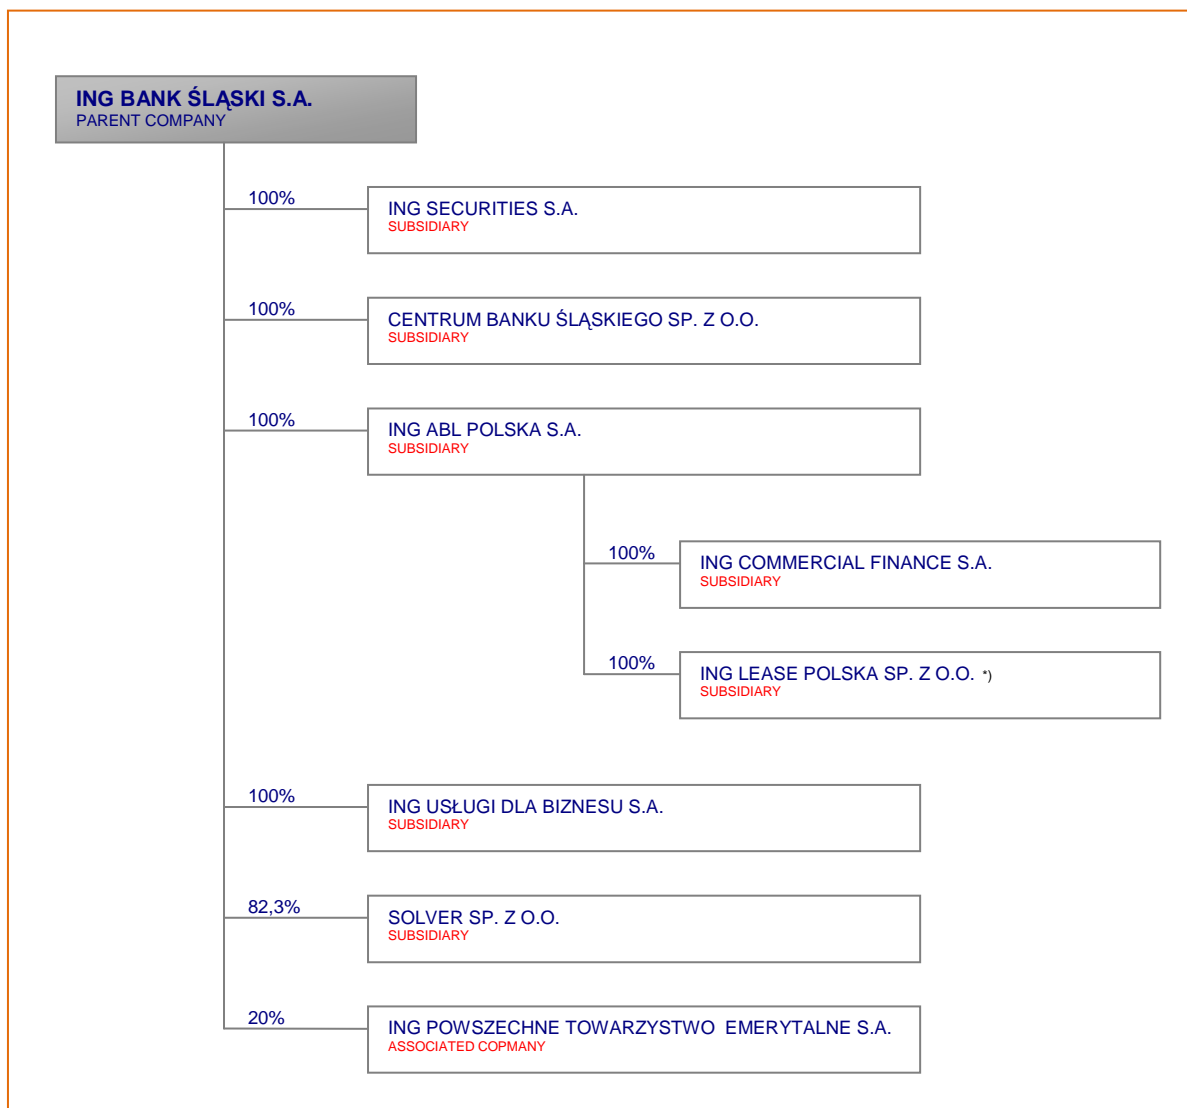 ING BANK ŚLĄSKI S.A.
PARENT COMPANY
100%
ING SECURITIES S.A.
SUBSIDIARY
100%
CENTRUM BANKU ŚLĄSKIEGO SP. Z O.O.
SUBSIDIARY
100%
ING ABL POLSKA S.A.
SUBSIDIARY
100%
ING COMMERCIAL FINANCE S.A.
SUBSIDIARY
100%
ING LEASE POLSKA SP. Z O.O. *)
SUBSIDIARY
100%
ING USŁUGI DLA BIZNESU S.A.
SUBSIDIARY
82,3%
SOLVER SP. Z O.O.
SUBSIDIARY
20%
ING POWSZECHNE TOWARZYSTWO EMERYTALNE S.A.
ASSOCIATED COPMANY